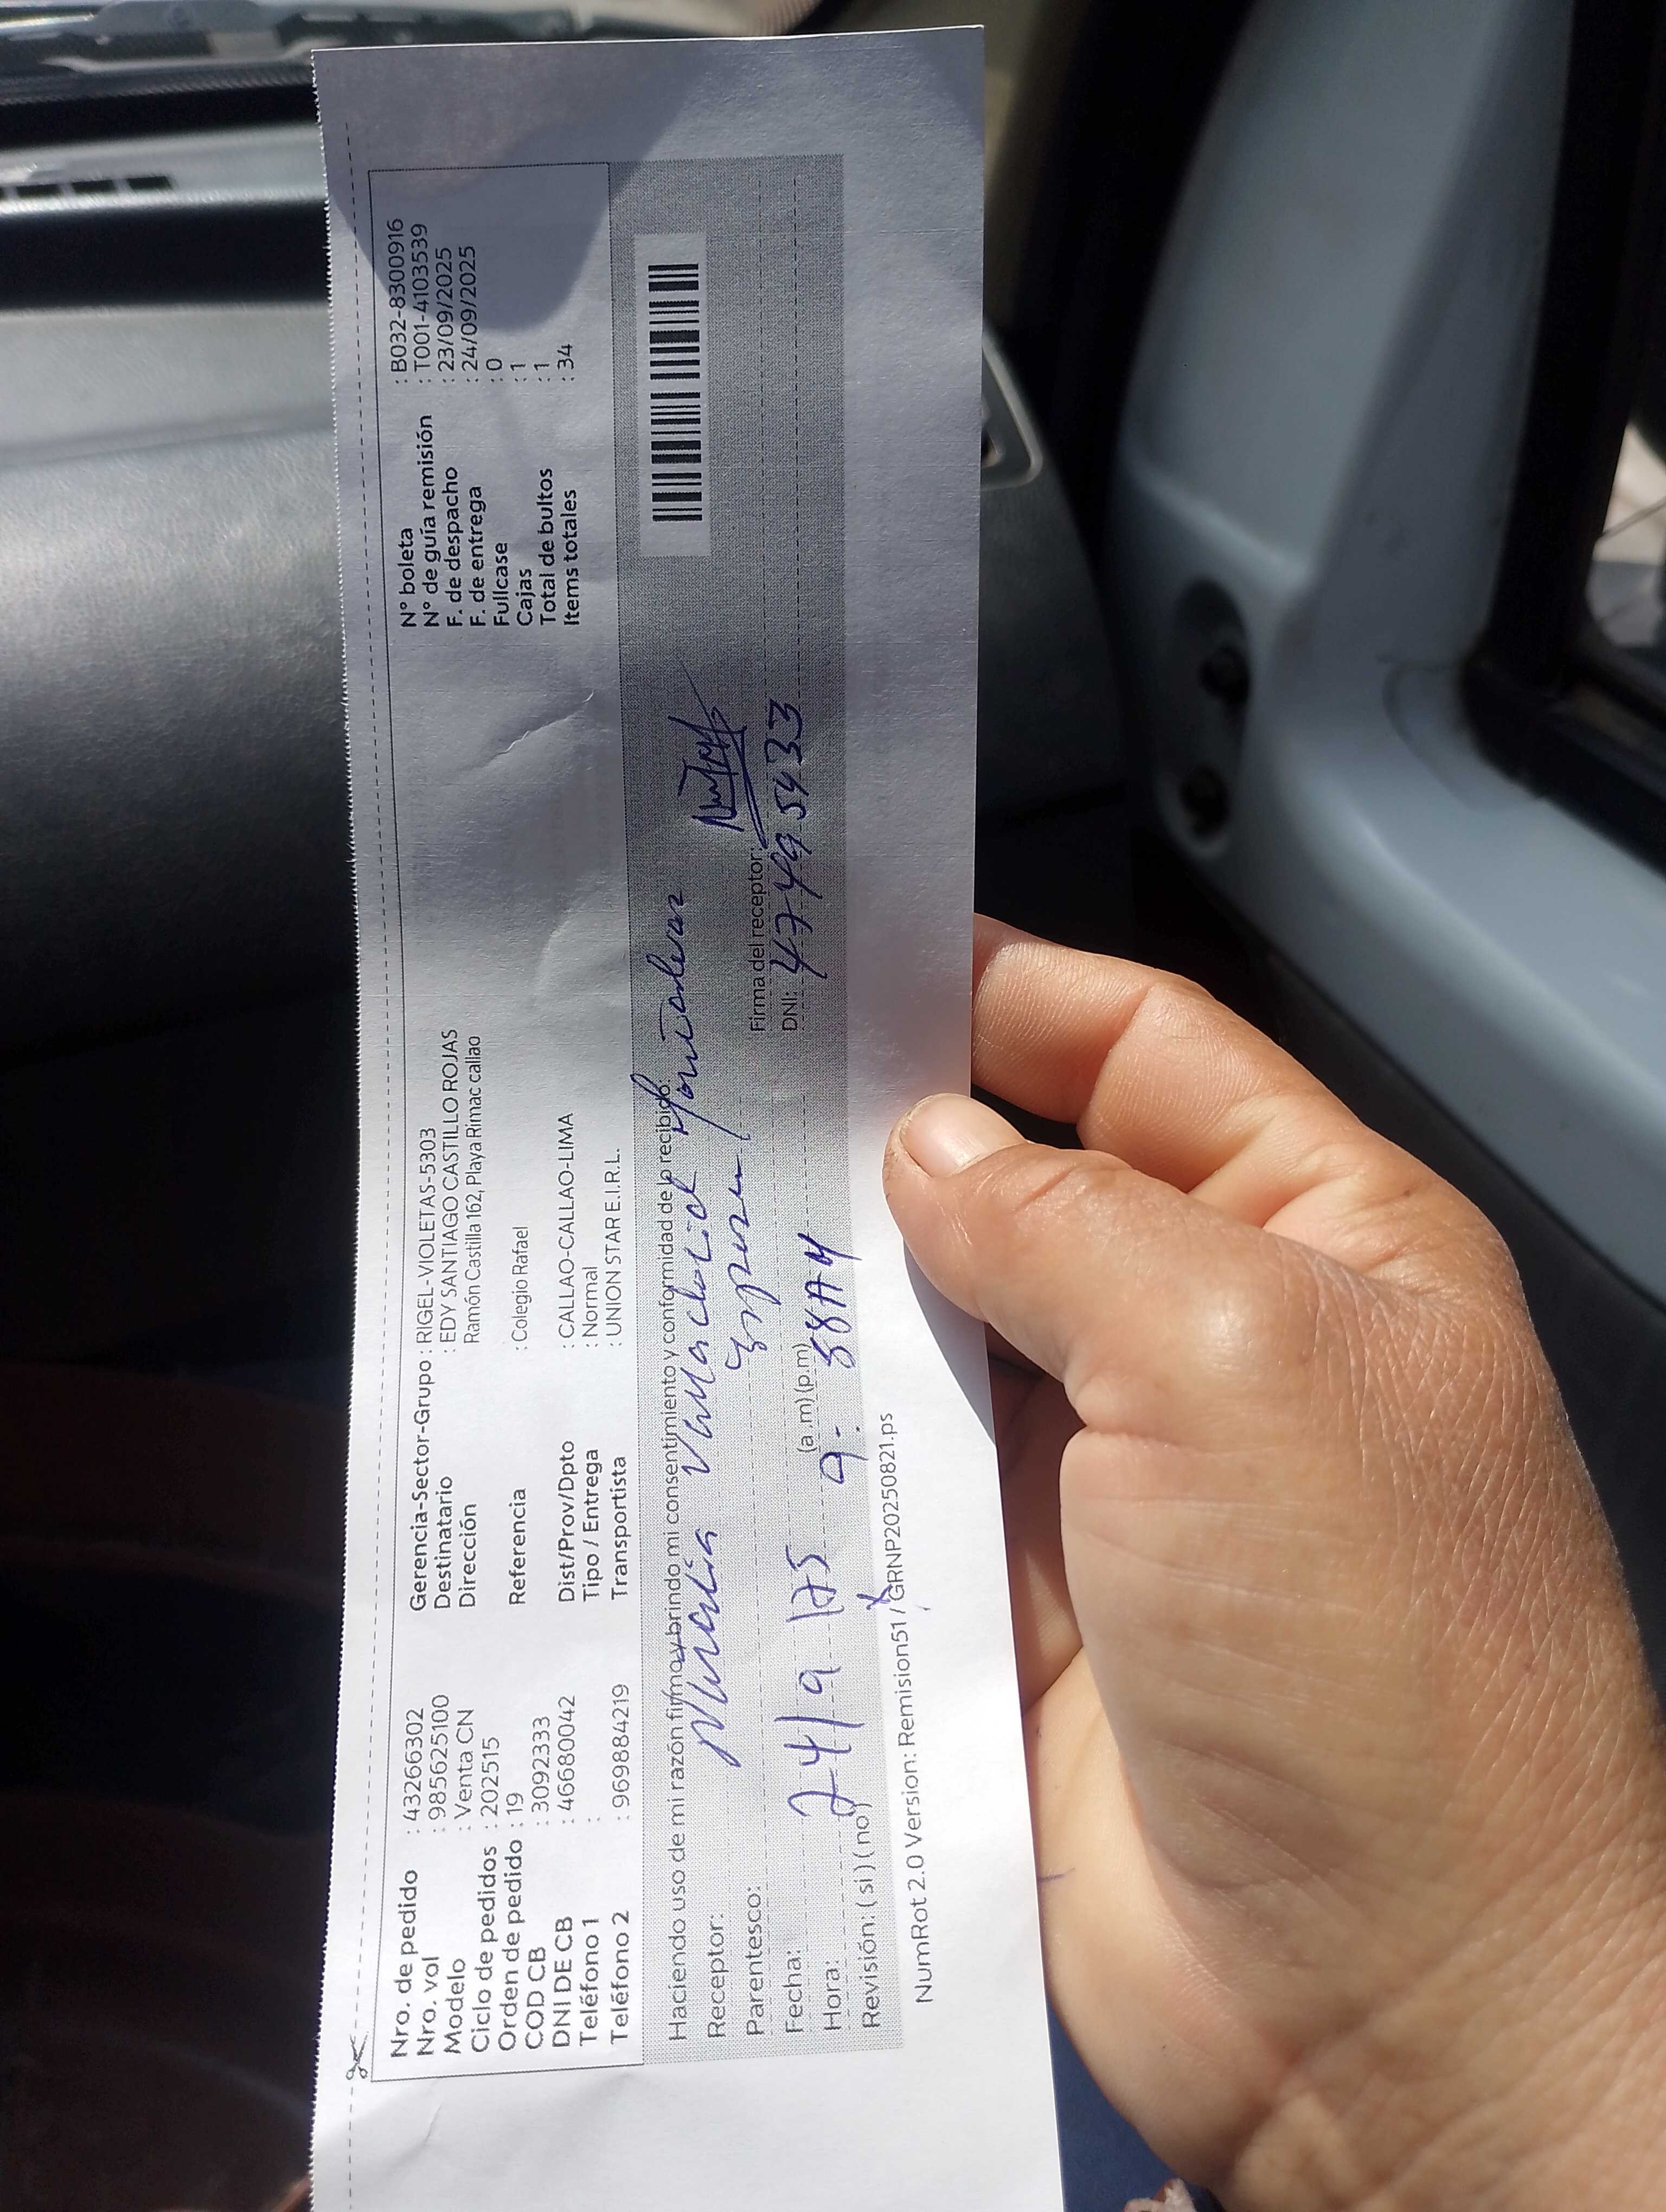 Nro. de pedido : 43266302
Nro. vol : 985625100
Modelo : Venta CN
Ciclo de pedidos : 202515
Orden de pedido : 19
COD CB : 3092333
DNI DE CB : 46680042
Teléfono 1 :
Teléfono 2 : 969884219
Gerencia-Sector-Grupo : RIGEL-VIOLETAS-5303
Destinatario : EDY SANTIAGO CASTILLO ROJAS
Dirección Ramón Castilla 162, Playa Rimac callao
Referencia : Colegio Rafael
Dist/Prov/Dpto : CALLAO-CALLAO-LIMA
Tipo / Entrega : Normal
Transportista : UNION STAR E.I.R.L.
N° boleta : B032-8300916
N° de guía remisión : T001-4103539
F. de despacho : 23/09/2025
F. de entrega : 24/09/2025
Fullcase : 0
Cajas : 1
Total de bultos : 1
Items totales : 34
Haciendo uso de mi razón firmo y brindo mi consentimiento y conformidad de lo recibido.
Receptor:
Parentesco:
Firma del receptor:
Fecha: 24/9/25
DNI: 47495433
Hora: (a.m) (p.m) 9:58AM
Revisión: ( si ) ( no )
NumRot 2.0 Version: Remision51 / GRNP20250821.ps